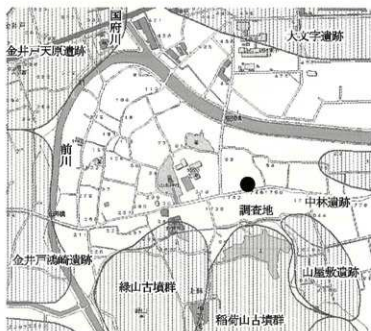 国府川
大文字遺跡
金井戸天原遺跡
前川
中林遺跡
調査地
金井戸鴻崎遺跡
緑山古墳群
山屋敷遺跡
稲荷山古墳群